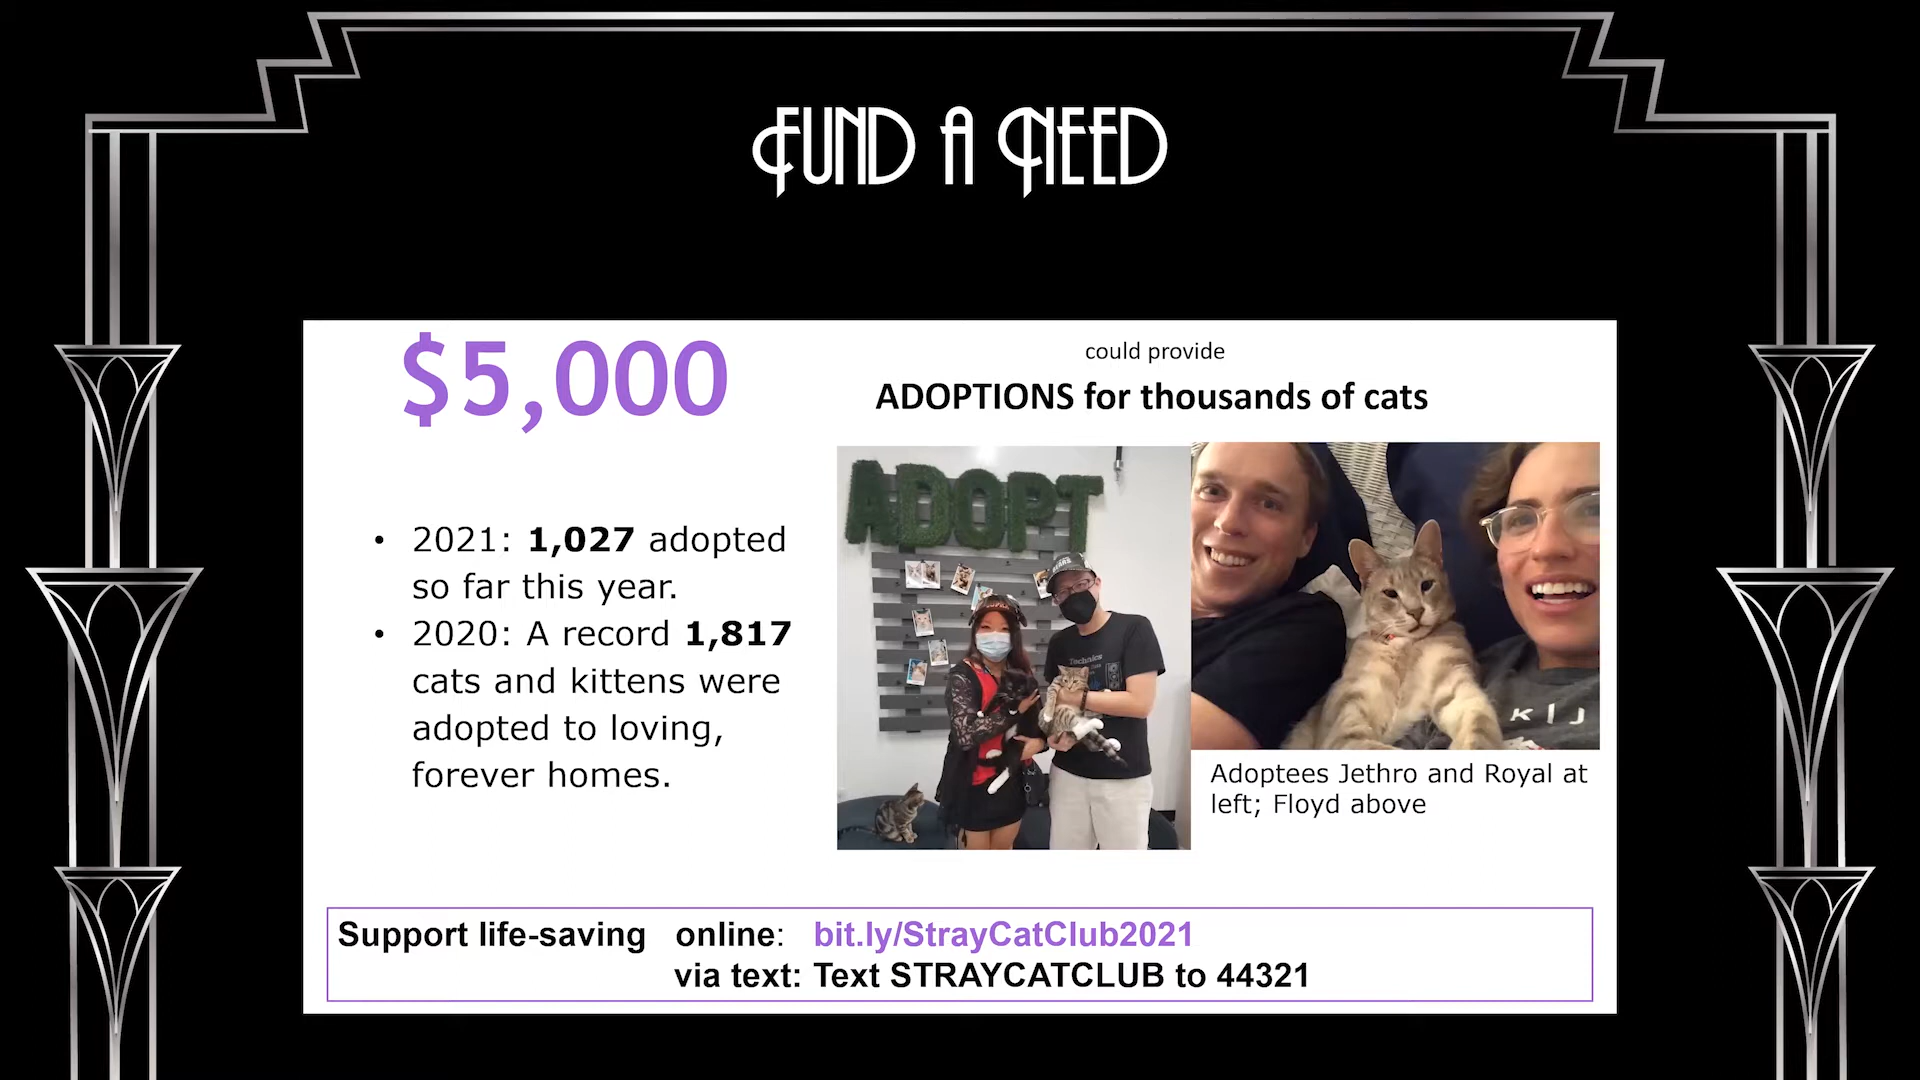 FUND A NEED
$5,000
could provide
ADOPTIONS for thousands of cats
• 2021: 1,027 adopted
so far this year.
• 2020: A record 1,817
cats and kittens were
adopted to loving,
forever homes.
ADOPT
Technics
K | J
Adoptees Jethro and Royal at
left; Floyd above
Support life-saving online: bit.ly/StrayCatClub2021
via text: Text STRAYCATCLUB to 44321